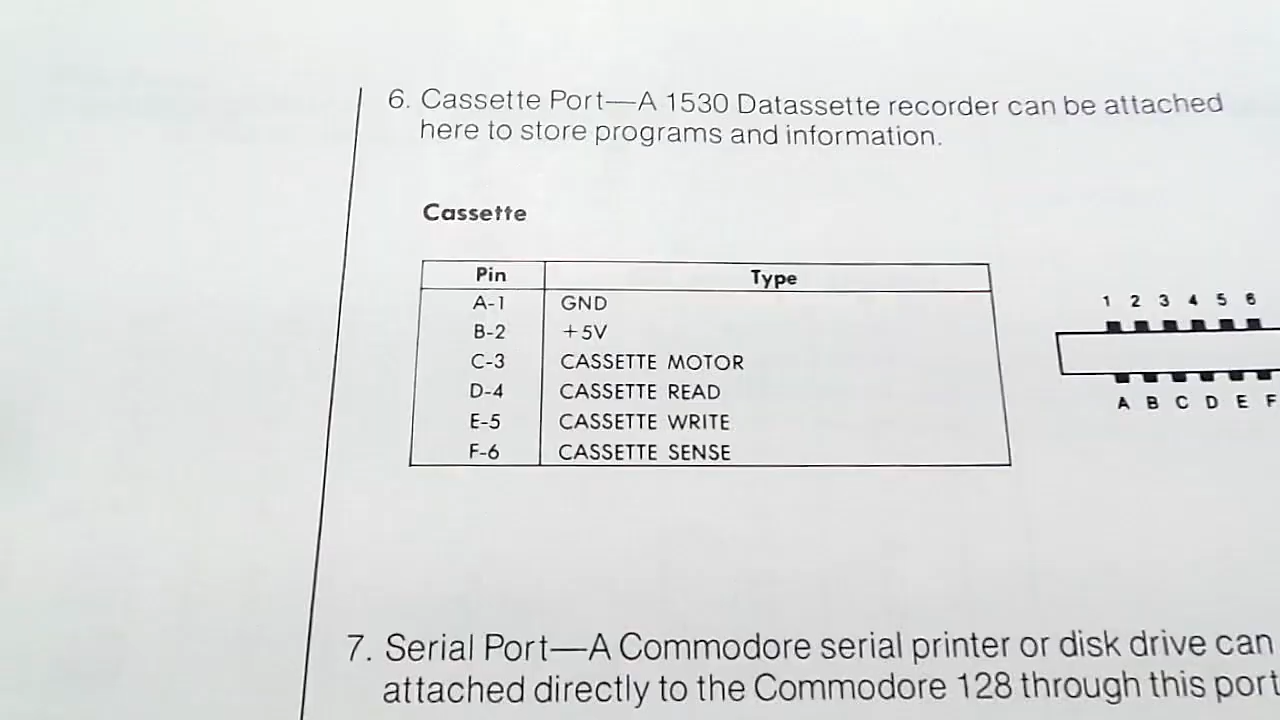 6. Cassette Port—A 1530 Datassette recorder can be attached
here to store programs and information.
Cassette
Pin Type
A-1 GND
B-2 +5V
C-3 CASSETTE MOTOR
D-4 CASSETTE READ
E-5 CASSETTE WRITE
F-6 CASSETTE SENSE
1 2 3 4 5 6
A B C D E F
7. Serial Port—A Commodore serial printer or disk drive can
attached directly to the Commodore 128 through this port